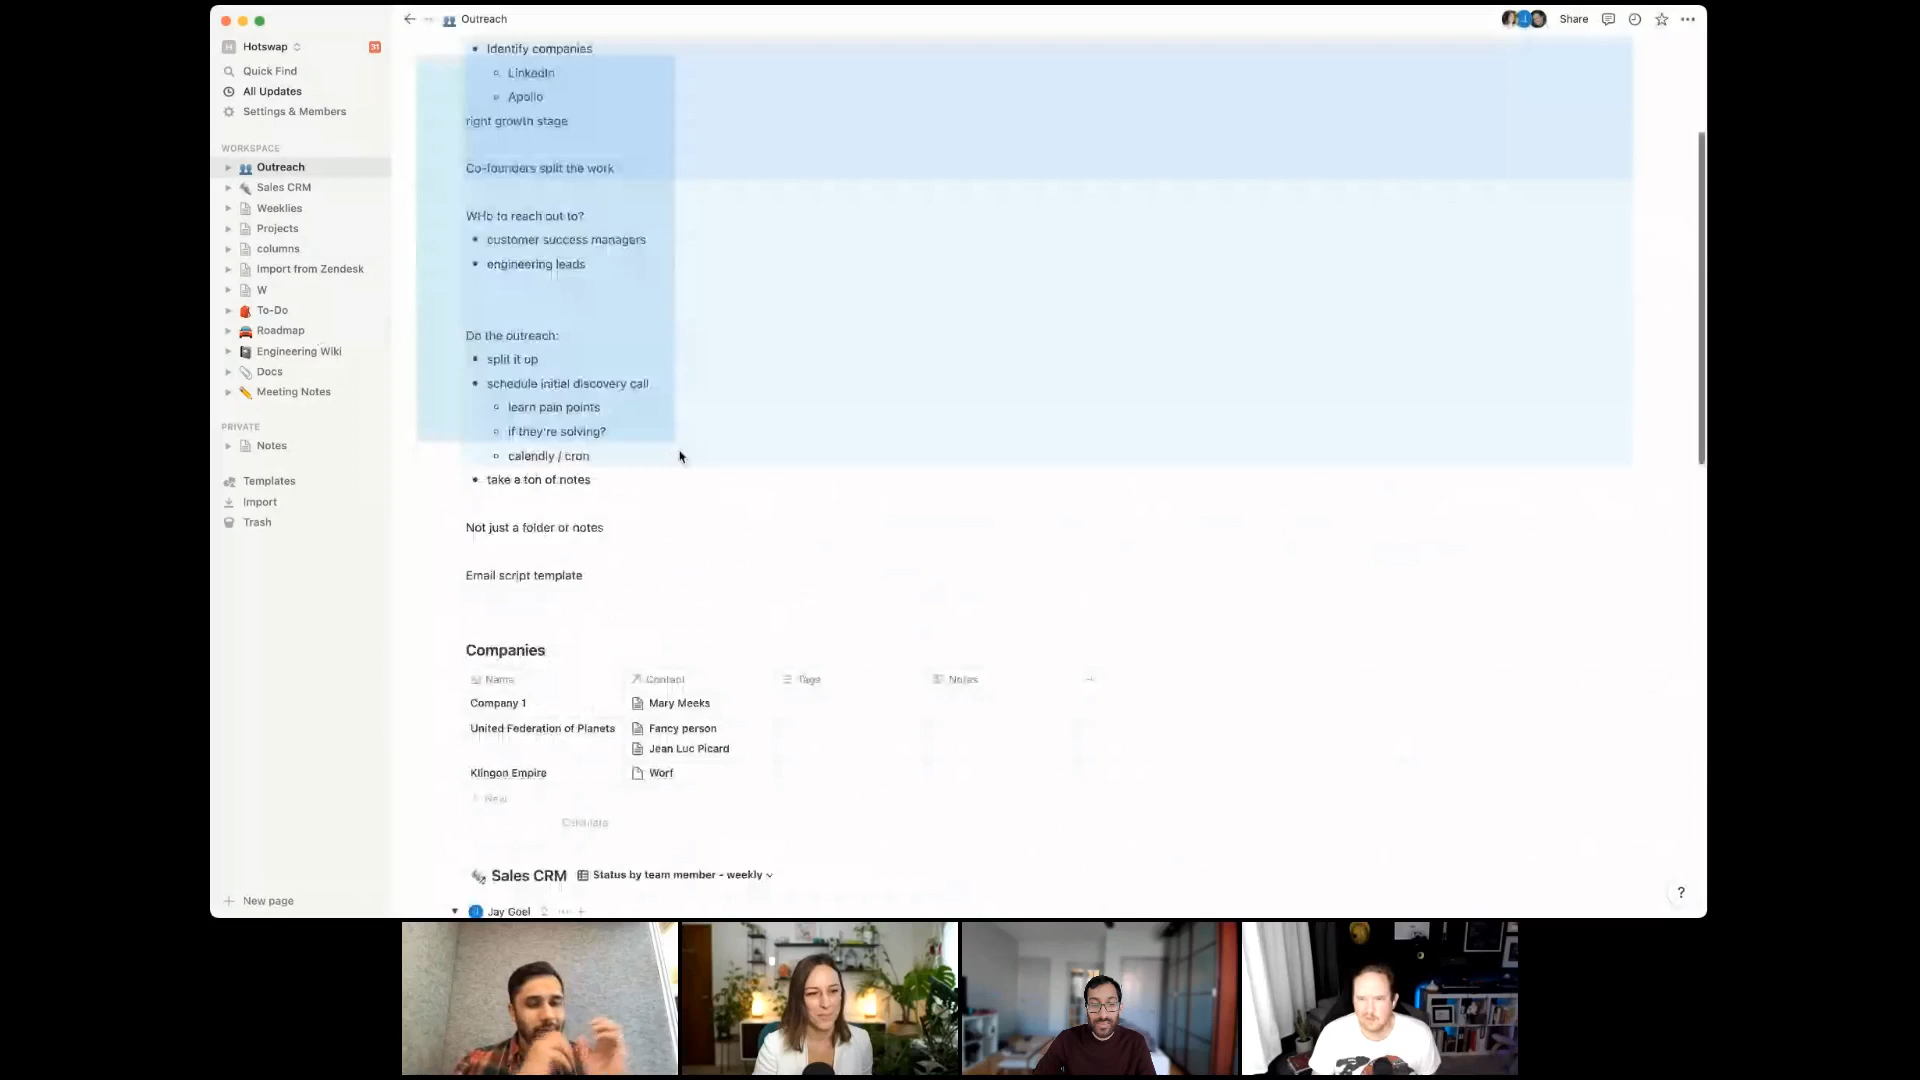 Outreach
Share
Hotswap
31
Quick Find
All Updates
Settings & Members
WORKSPACE
Outreach
Sales CRM
Weeklies
Projects
columns
Import from Zendesk
W
To-Do
Roadmap
Engineering Wiki
Docs
Meeting Notes
PRIVATE
Notes
Templates
Import
Trash
New page
Identify companies
LinkedIn
Apollo
right growth stage
Co-founders split the work
WHo to reach out to?
customer success managers
engineering leads
Do the outreach:
split it up
schedule initial discovery call
learn pain points
if they're solving?
calendly / cron
take a ton of notes
Not just a folder or notes
Email script template
Companies
Name Contact Tags Notes
Company 1 Mary Meeks
United Federation of Planets Fancy person
Jean Luc Picard
Klingon Empire Worf
New
Calculate
Sales CRM Status by team member - weekly
Jay Goel
?